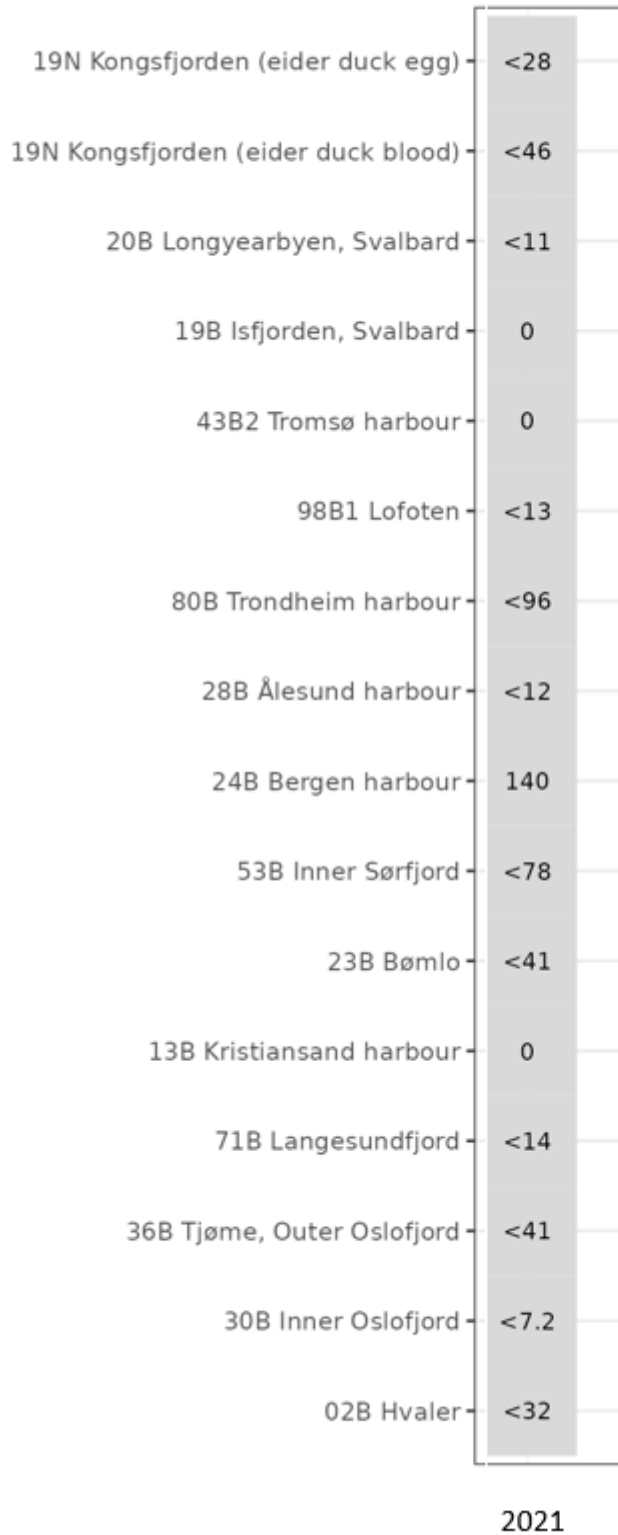 19N Kongsfjorden (eider duck egg) <28
19N Kongsfjorden (eider duck blood) <46
20B Longyearbyen, Svalbard <11
19B Isfjorden, Svalbard 0
43B2 Tromsø harbour 0
98B1 Lofoten <13
80B Trondheim harbour <96
28B Ålesund harbour <12
24B Bergen harbour 140
53B Inner Sørfjord <78
23B Bømlo <41
13B Kristiansand harbour 0
71B Langesundfjord <14
36B Tjøme, Outer Oslofjord <41
30B Inner Oslofjord <7.2
02B Hvaler <32
2021